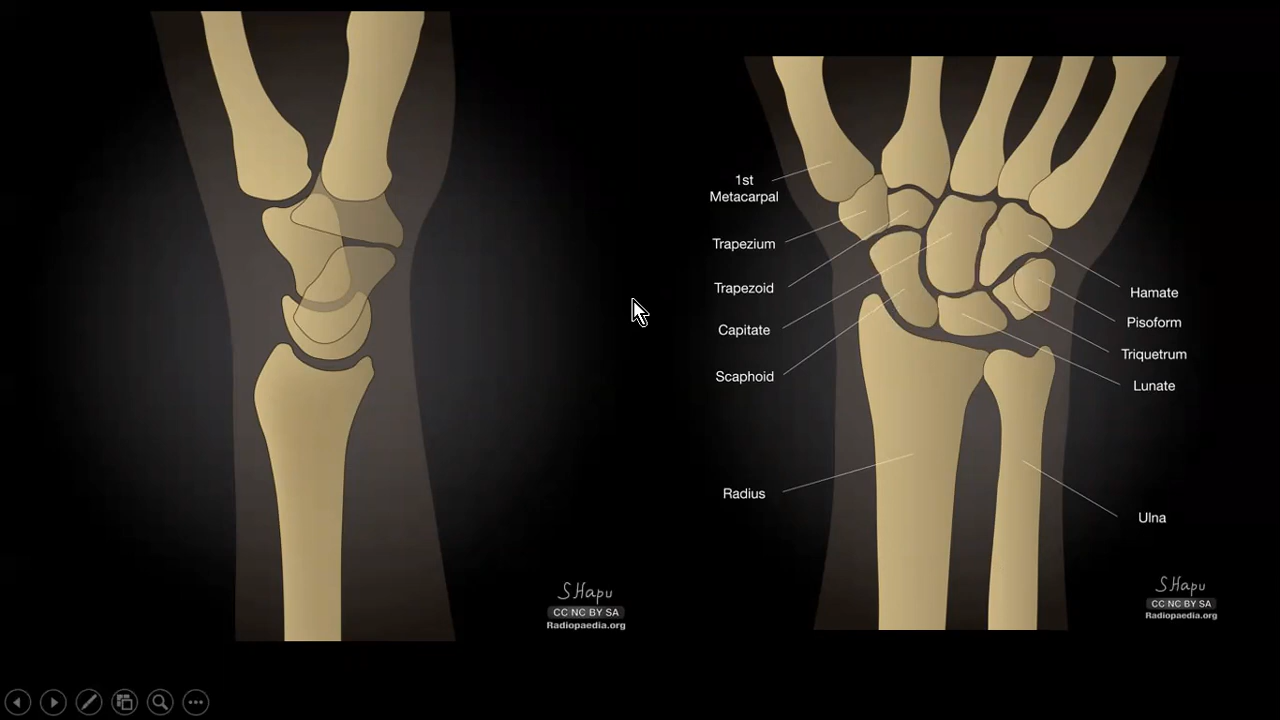 1st
Metacarpal
Trapezium
Trapezoid
Capitate
Scaphoid
Radius
Hamate
Pisoform
Triquetrum
Lunate
Ulna
SHapu
CC NC BY SA
Radiopaedia.org
SHapu
CC NC BY SA
Radiopaedia.org